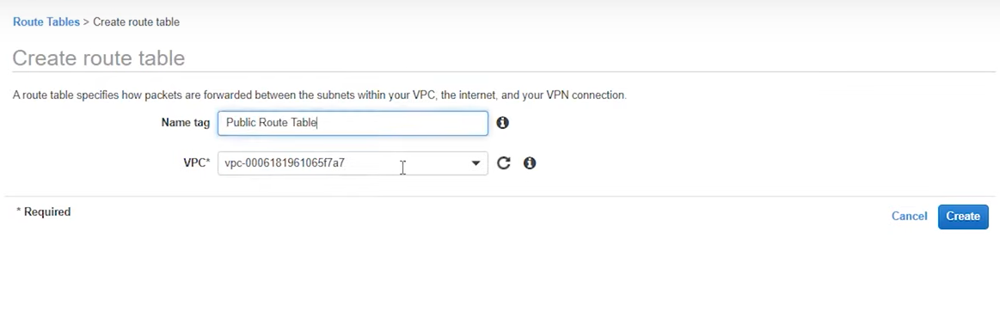 Route Tables > Create route table
Create route table
A route table specifies how packets are forwarded between the subnets within your VPC, the internet, and your VPN connection.
Name tag Public Route Table
VPC* vpc-0006181961065f7a7
* Required
Cancel Create